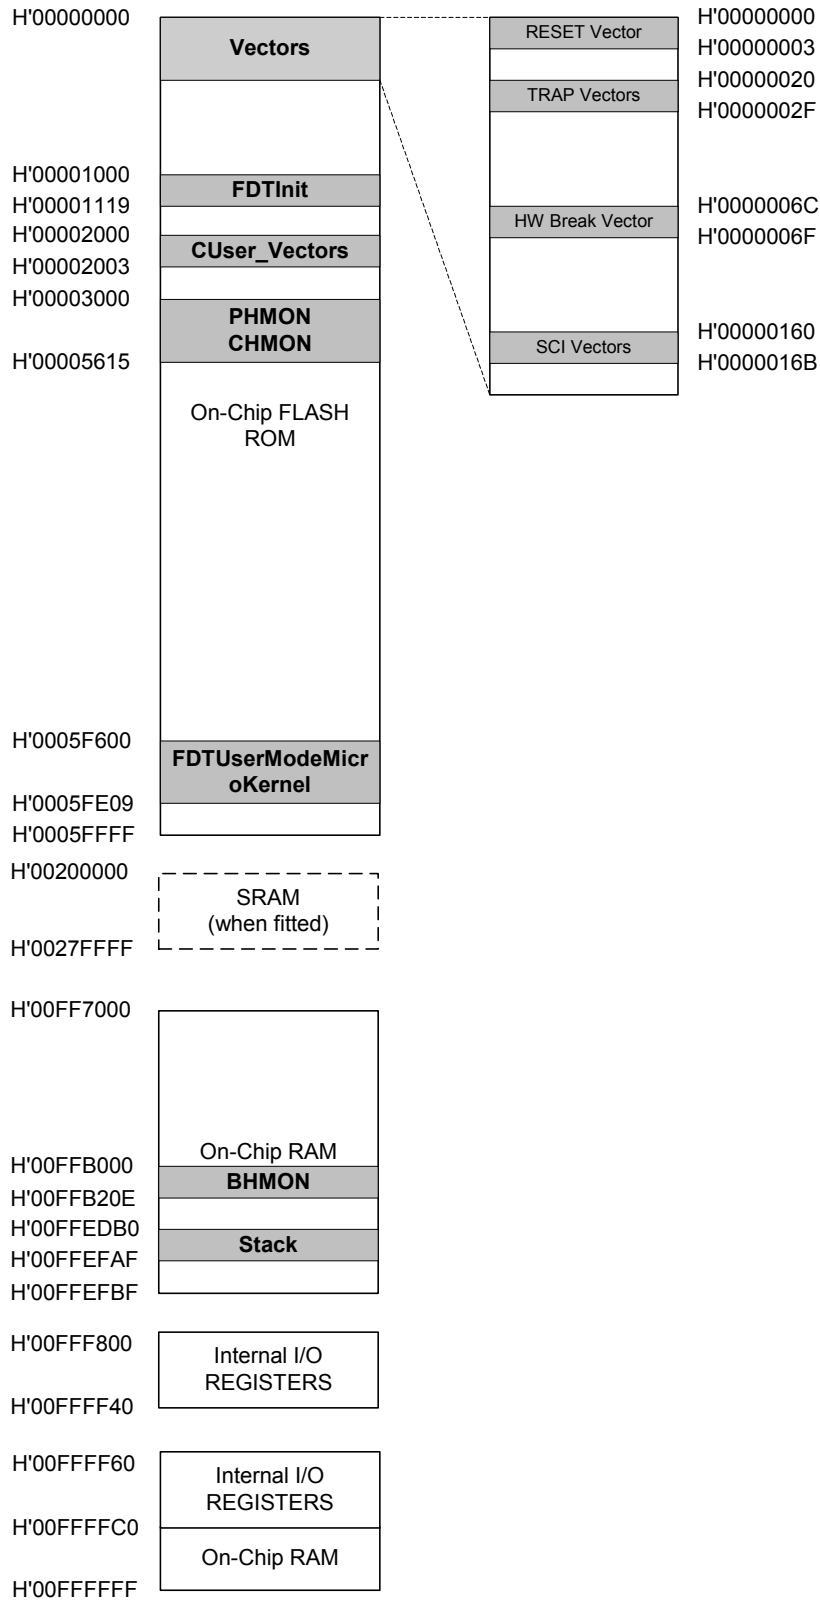 H'00000000
Vectors
H'00001000
FDTInit
H'00001119
H'00002000
CUser_Vectors
H'00002003
H'00003000
PHMON
CHMON
H'00005615
On-Chip FLASH
ROM
H'0005F600
FDTUserModeMicr
oKernel
H'0005FE09
H'0005FFFF
H'00200000
SRAM
(when fitted)
H'0027FFFF
H'00FF7000
On-Chip RAM
H'00FFB000
BHMON
H'00FFB20E
H'00FFEDB0
Stack
H'00FFEFAF
H'00FFEFBF
H'00FFF800
Internal I/O
REGISTERS
H'00FFFF40
H'00FFFF60
Internal I/O
REGISTERS
H'00FFFFC0
On-Chip RAM
H'00FFFFFF
H'00000000
RESET Vector
H'00000003
H'00000020
TRAP Vectors
H'0000002F
H'0000006C
HW Break Vector
H'0000006F
H'00000160
SCI Vectors
H'0000016B